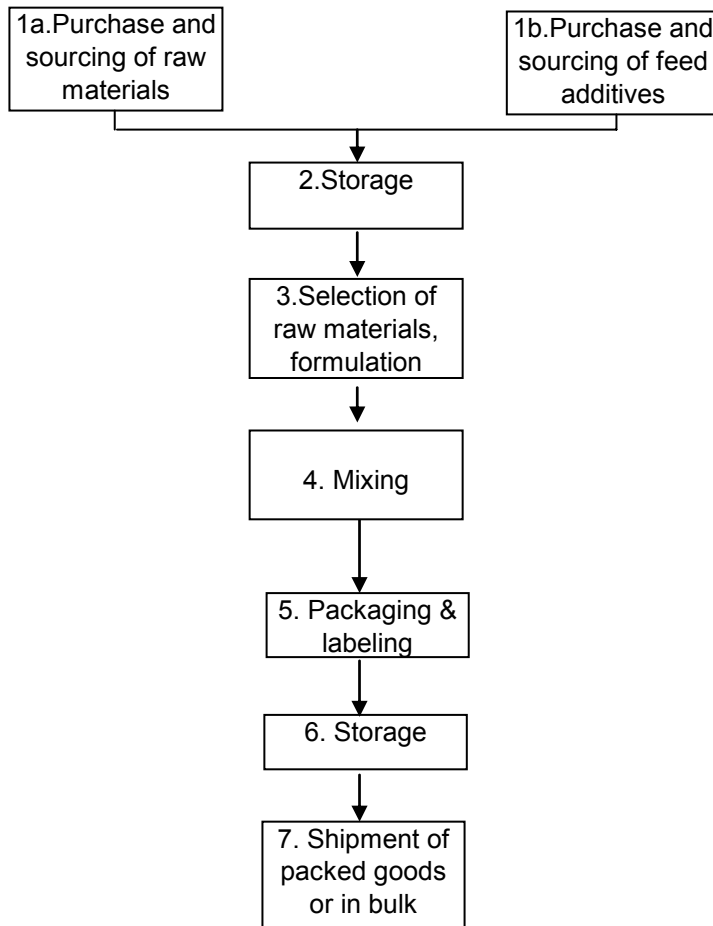 1a.Purchase and
sourcing of raw
materials
1b.Purchase and
sourcing of feed
additives
2.Storage
3.Selection of
raw materials,
formulation
4. Mixing
5. Packaging &
labeling
6. Storage
7. Shipment of
packed goods
or in bulk